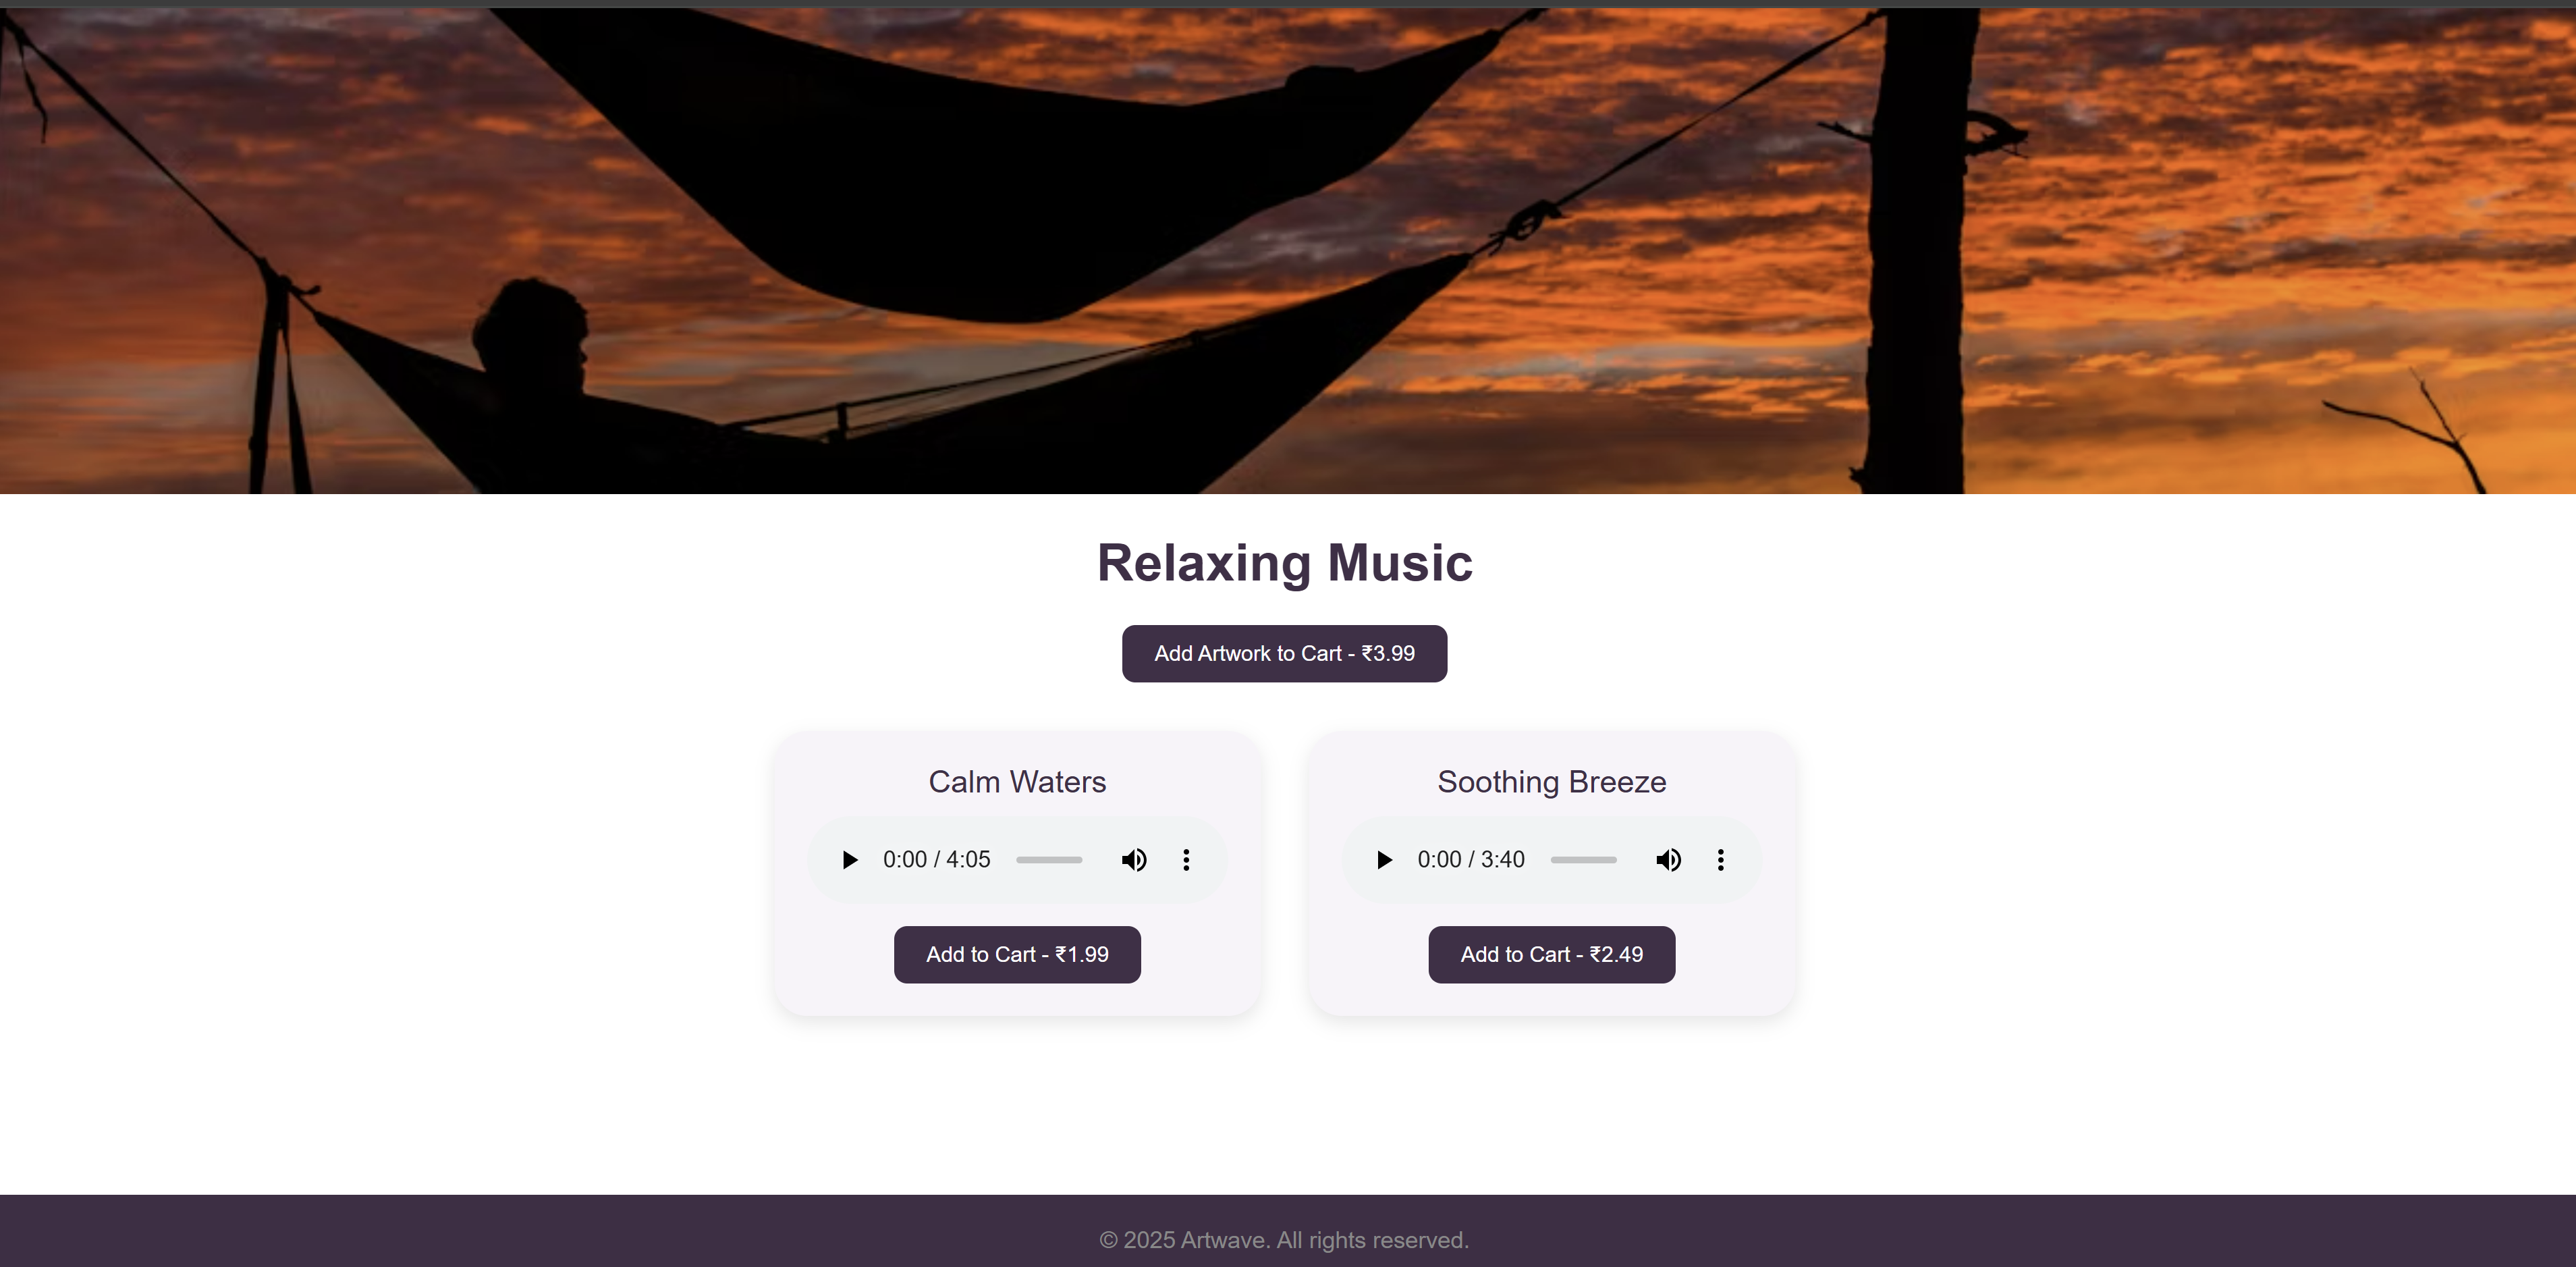 Relaxing Music
Add Artwork to Cart - ₹3.99
Calm Waters
0:00 / 4:05
Add to Cart - ₹1.99
Soothing Breeze
0:00 / 3:40
Add to Cart - ₹2.49
© 2025 Artwave. All rights reserved.